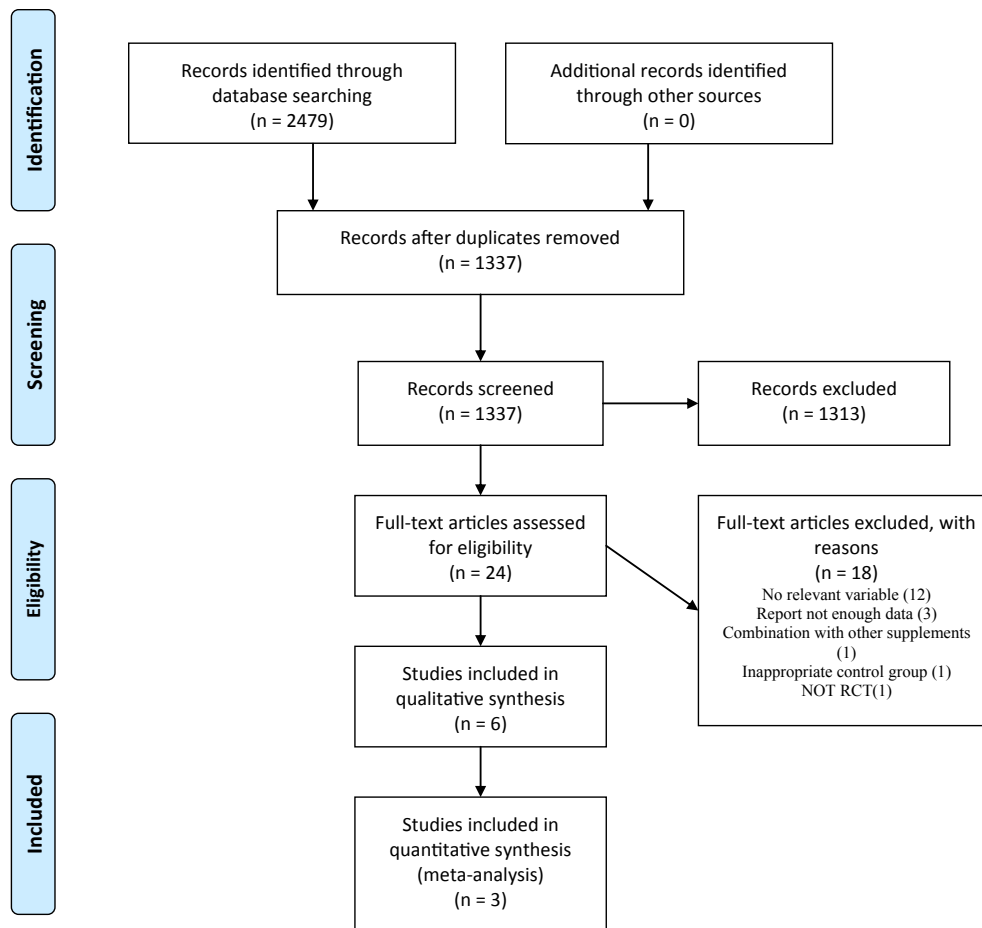 Identification
Records identified through
database searching
(n = 2479)
Additional records identified
through other sources
(n = 0)
Records after duplicates removed
(n = 1337)
Screening
Records screened
(n = 1337)
Records excluded
(n = 1313)
Eligibility
Full-text articles assessed
for eligibility
(n = 24)
Full-text articles excluded, with
reasons
(n = 18)
No relevant variable (12)
Report not enough data (3)
Combination with other supplements
(1)
Inappropriate control group (1)
NOT RCT(1)
Studies included in
qualitative synthesis
(n = 6)
Included
Studies included in
quantitative synthesis
(meta-analysis)
(n = 3)